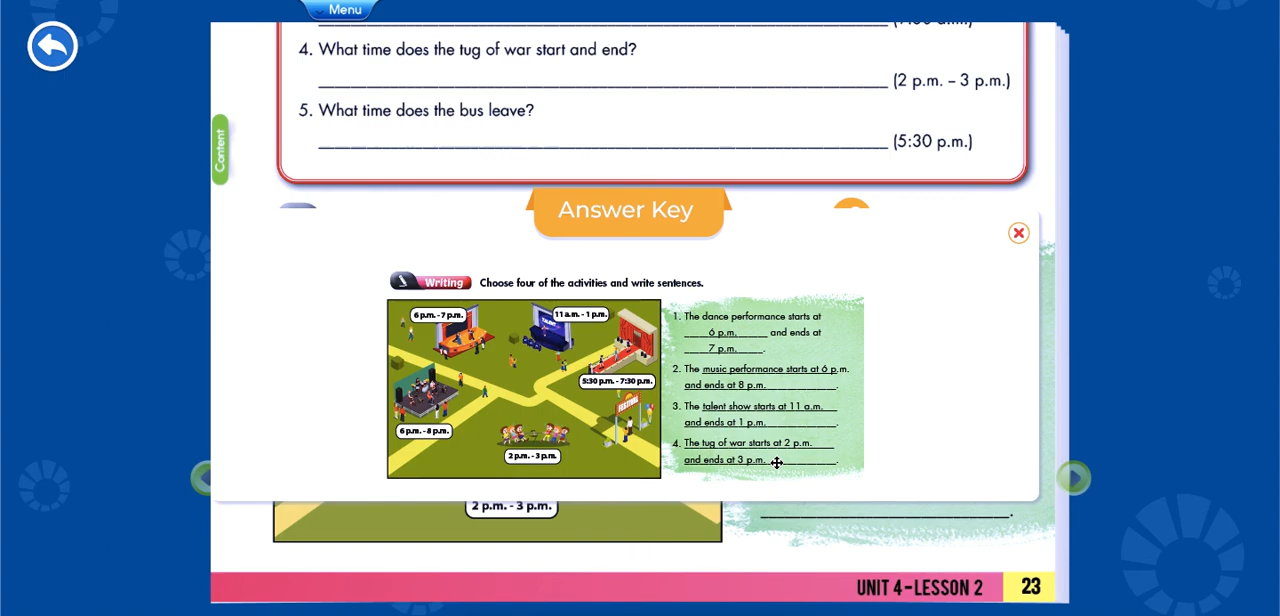 Menu
4. What time does the tug of war start and end?
(2 p.m. – 3 p.m.)
5. What time does the bus leave?
(5:30 p.m.)
Content
Answer Key
Writing Choose four of the activities and write sentences.
6 p.m. - 7 p.m.
11 a.m. - 1 p.m.
5:30 p.m. - 7:30 p.m.
FESTIVAL
6 p.m. - 8 p.m.
2 p.m. - 3 p.m.
1. The dance performance starts at
6 p.m. and ends at
7 p.m.
2. The music performance starts at 6 p.m.
and ends at 8 p.m.
3. The talent show starts at 11 a.m.
and ends at 1 p.m.
4. The tug of war starts at 2 p.m.
and ends at 3 p.m.
2 p.m. - 3 p.m.
UNIT 4-LESSON 2 23